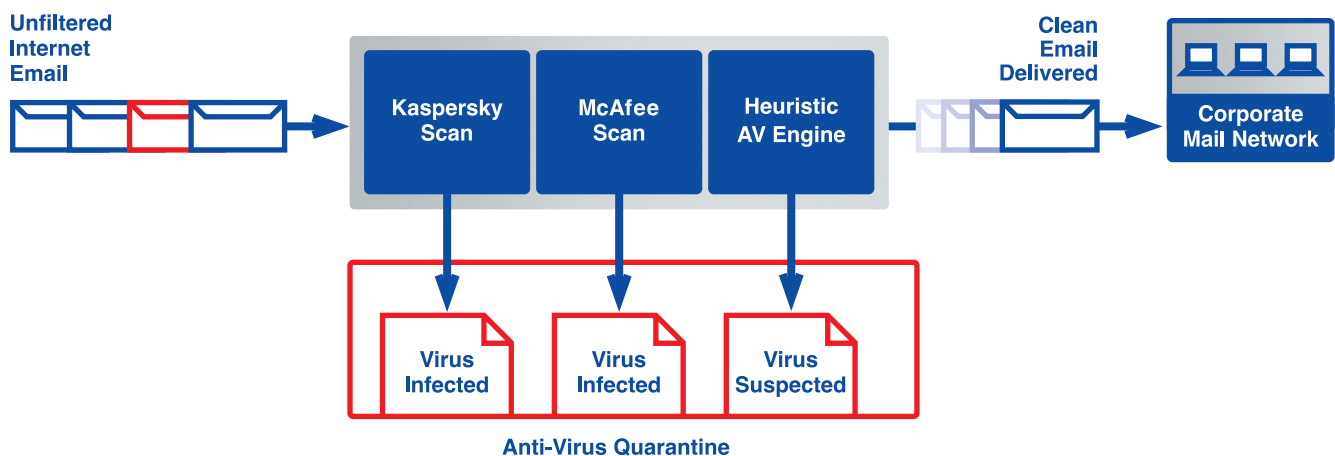 Unfiltered
Internet
Email
Kaspersky
Scan
McAfee
Scan
Heuristic
AV Engine
Clean
Email
Delivered
Corporate
Mail Network
Virus
Infected
Virus
Infected
Virus
Suspected
Anti-Virus Quarantine